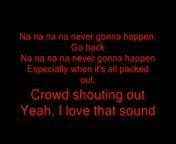 Na na na na never gonna happen.
Go back
Na na na na never gonna happen
Especially when it's all packed
out,
Crowd shouting out
Yeah, I love that sound